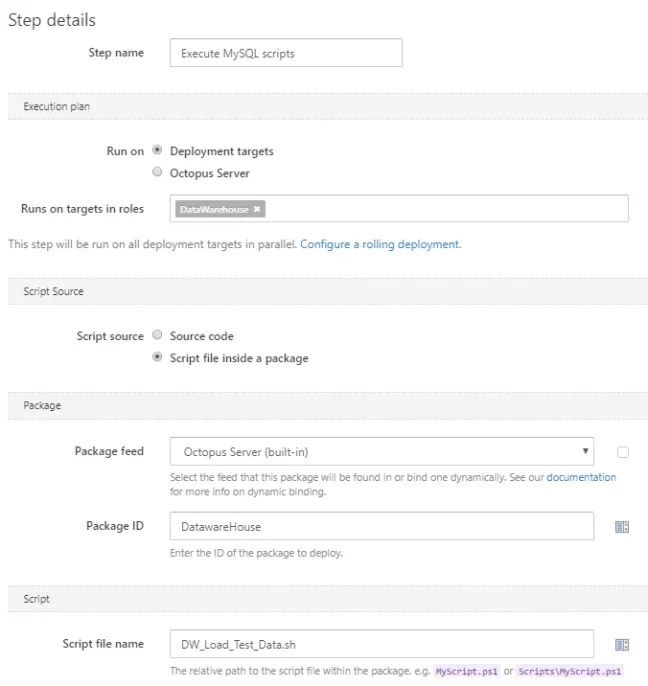 Step details
Step name Execute MySQL scripts
Execution plan
Run on Deployment targets
Octopus Server
Runs on targets in roles DataWarehouse ×
This step will be run on all deployment targets in parallel. Configure a rolling deployment.
Script Source
Script source Source code
Script file inside a package
Package
Package feed Octopus Server (built-in)
Select the feed that this package will be found in or bind one dynamically. See our documentation
for more info on dynamic binding.
Package ID DatawareHouse
Enter the ID of the package to deploy.
Script
Script file name DW_Load_Test_Data.sh
The relative path to the script file within the package. e.g. MyScript.ps1 or Scripts\MyScript.ps1